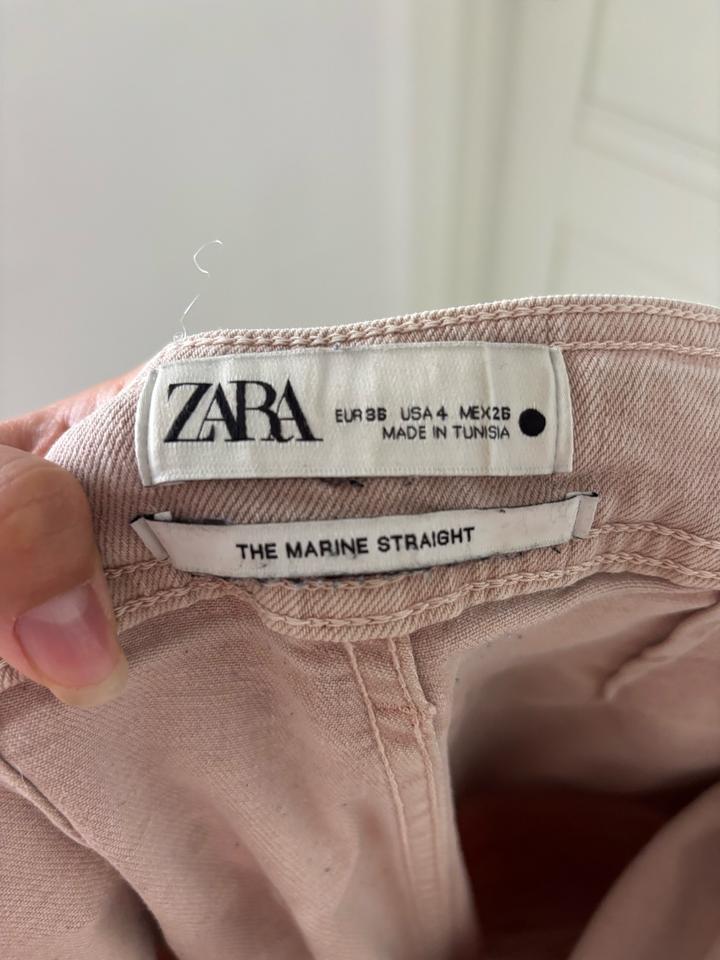 ZARA
EUR 36 USA 4 MEX 26
MADE IN TUNISIA
THE MARINE STRAIGHT